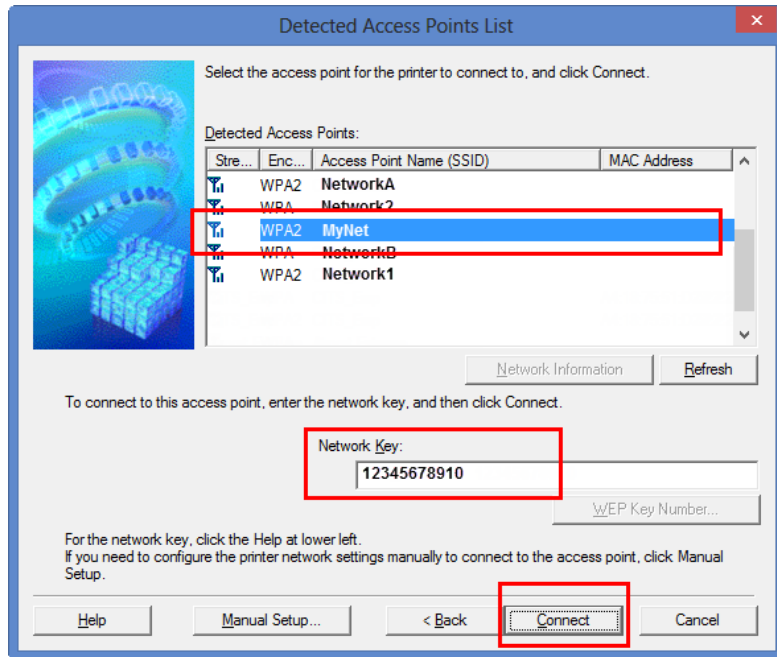 Detected Access Points List
Select the access point for the printer to connect to, and click Connect.
Detected Access Points:
Stre... Enc... Access Point Name (SSID) MAC Address
WPA2 NetworkA
WPA Network2
WPA2 MyNet
WPA NetworkB
WPA2 Network1
Network Information Refresh
To connect to this access point, enter the network key, and then click Connect.
Network Key:
12345678910
WEP Key Number...
For the network key, click the Help at lower left.
If you need to configure the printer network settings manually to connect to the access point, click Manual
Setup.
Help Manual Setup... < Back Connect Cancel